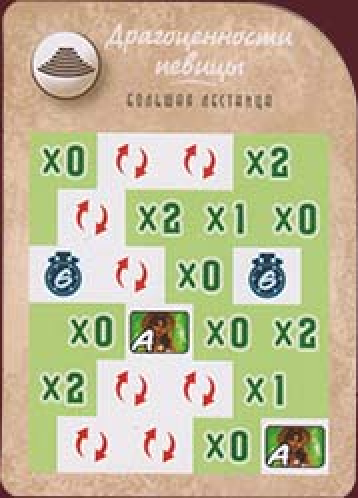 Драгоценности
певицы
БОЛЬШАЯ ЛЕСТНИЦА
x0 x2
x2 x1 x0
6 x0 6
x0 A x0 x2
x2 x1
x0 A